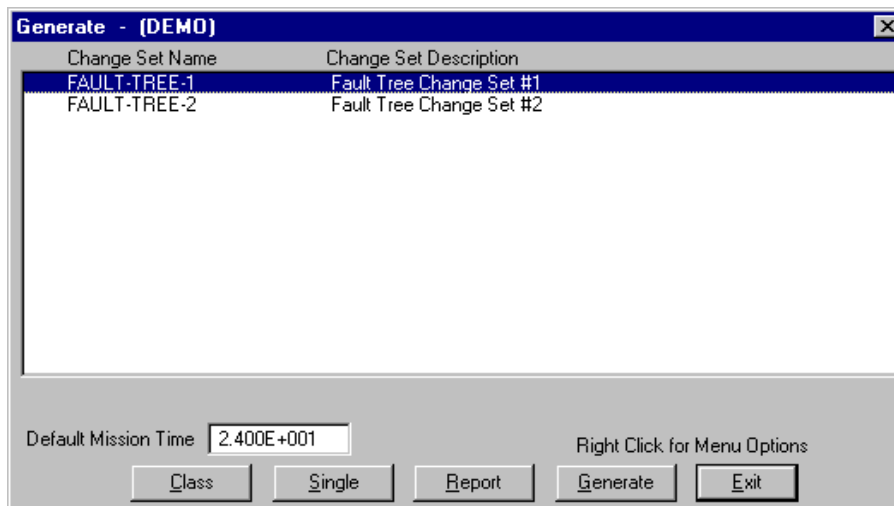 Generate - (DEMO)
Change Set Name Change Set Description
FAULT-TREE-1 Fault Tree Change Set #1
FAULT-TREE-2 Fault Tree Change Set #2
Default Mission Time 2.400E+001
Right Click for Menu Options
Class Single Report Generate Exit